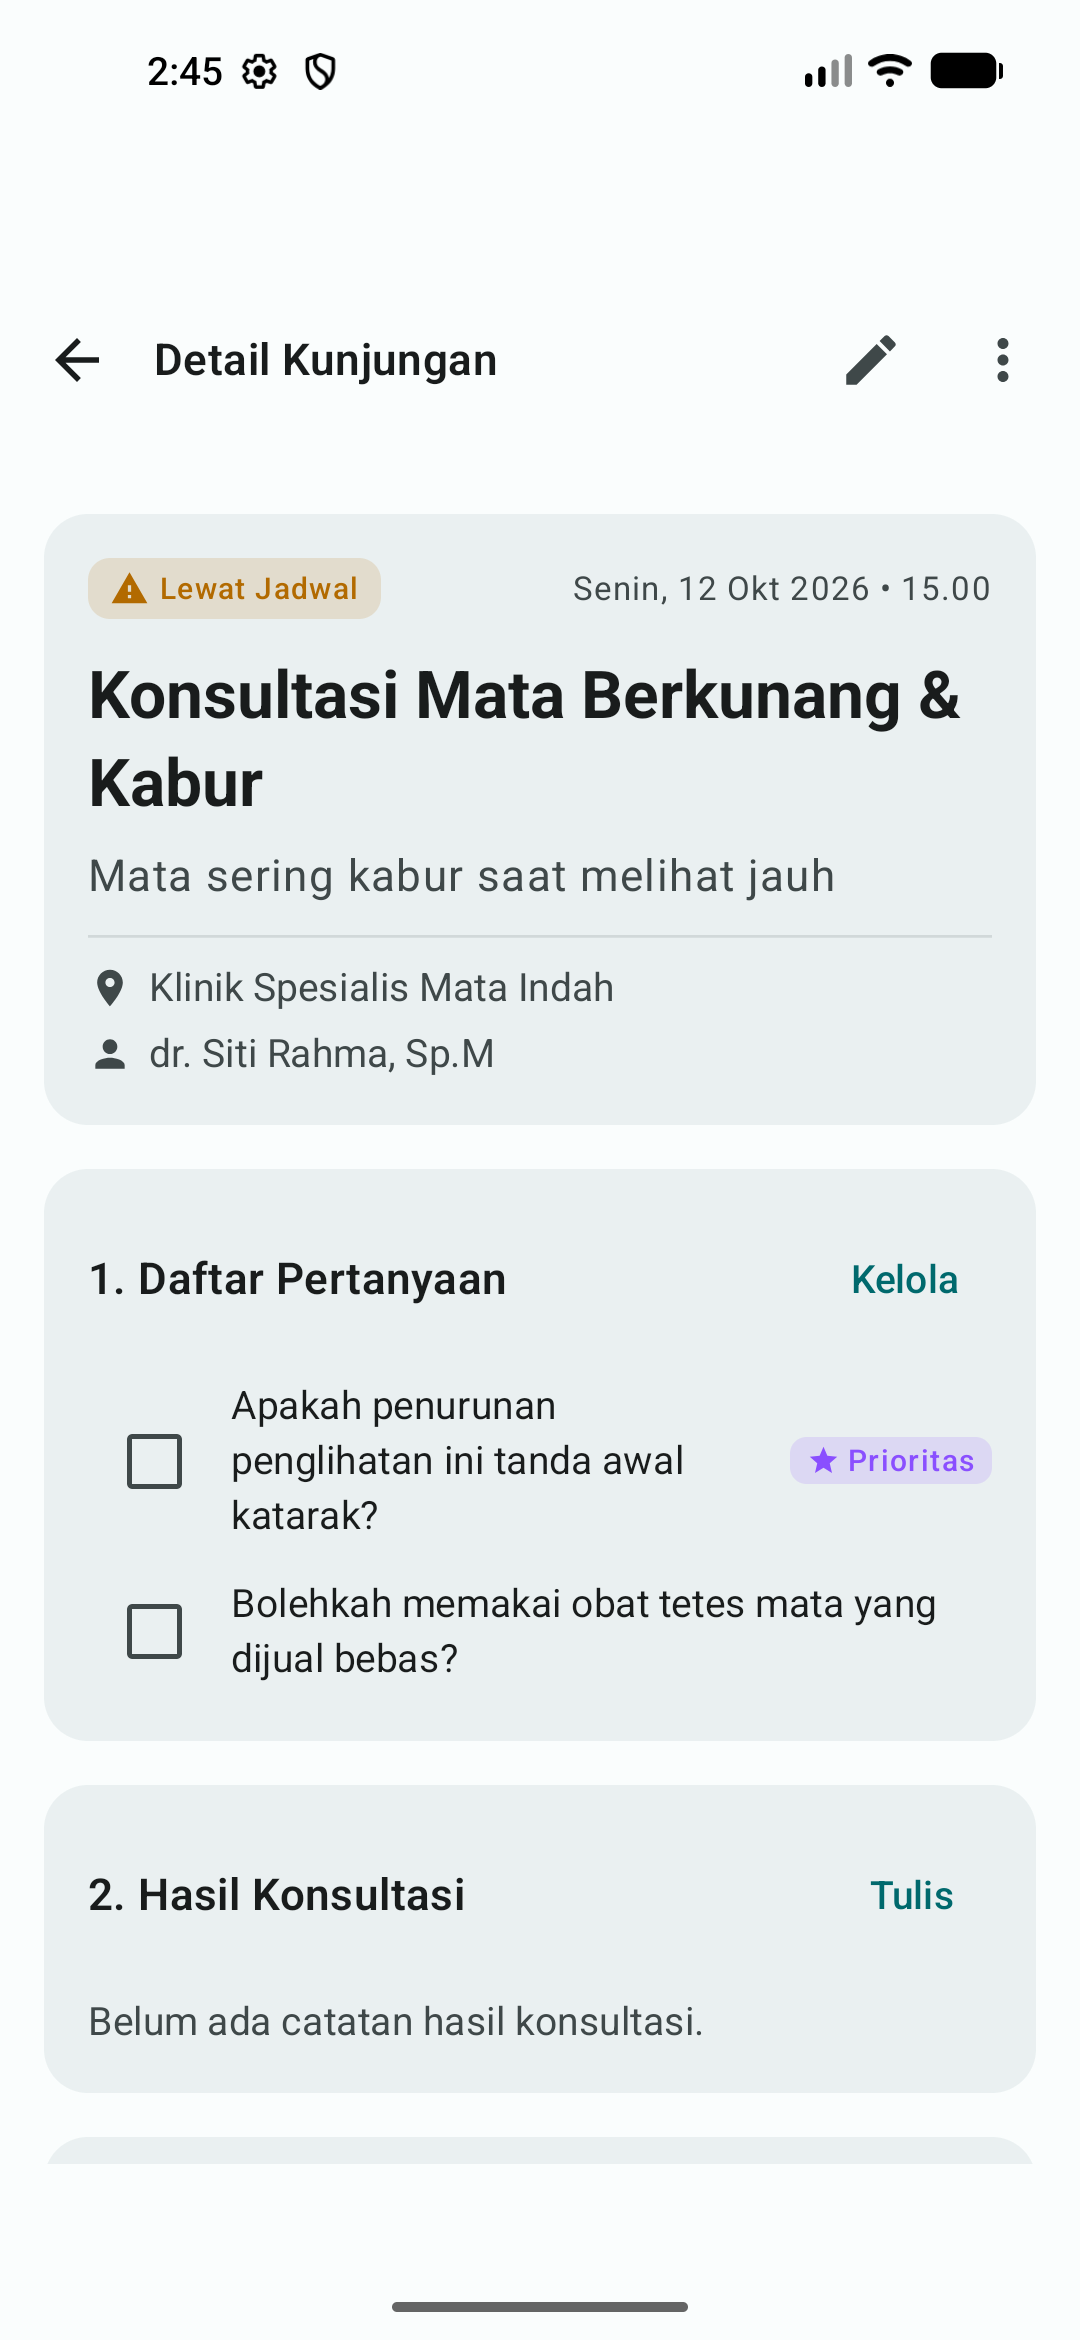 2:45
Detail Kunjungan
Lewat Jadwal
Senin, 12 Okt 2026 • 15.00
Konsultasi Mata Berkunang &
Kabur
Mata sering kabur saat melihat jauh
Klinik Spesialis Mata Indah
dr. Siti Rahma, Sp.M
1. Daftar Pertanyaan
Kelola
Apakah penurunan
penglihatan ini tanda awal
katarak?
Prioritas
Bolehkah memakai obat tetes mata yang
dijual bebas?
2. Hasil Konsultasi
Tulis
Belum ada catatan hasil konsultasi.